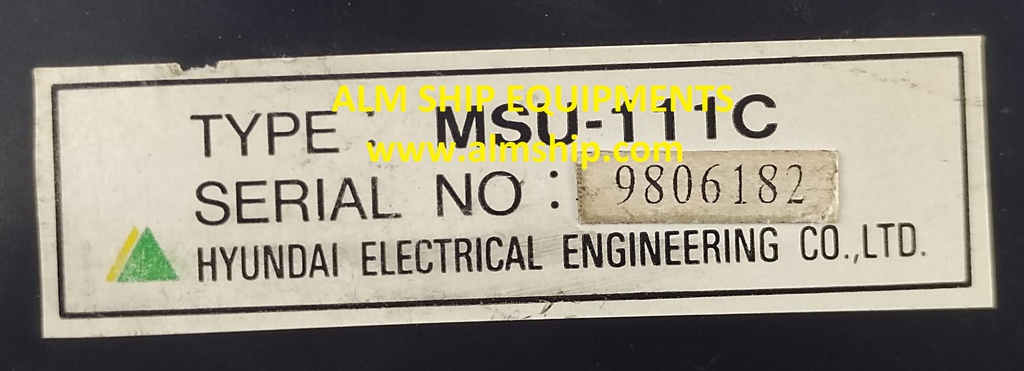 ALM SHIP EQUIPMENTS
TYPE : MSU-111C
www.almship.com
SERIAL NO : 9806182
HYUNDAI ELECTRICAL ENGINEERING CO.,LTD.